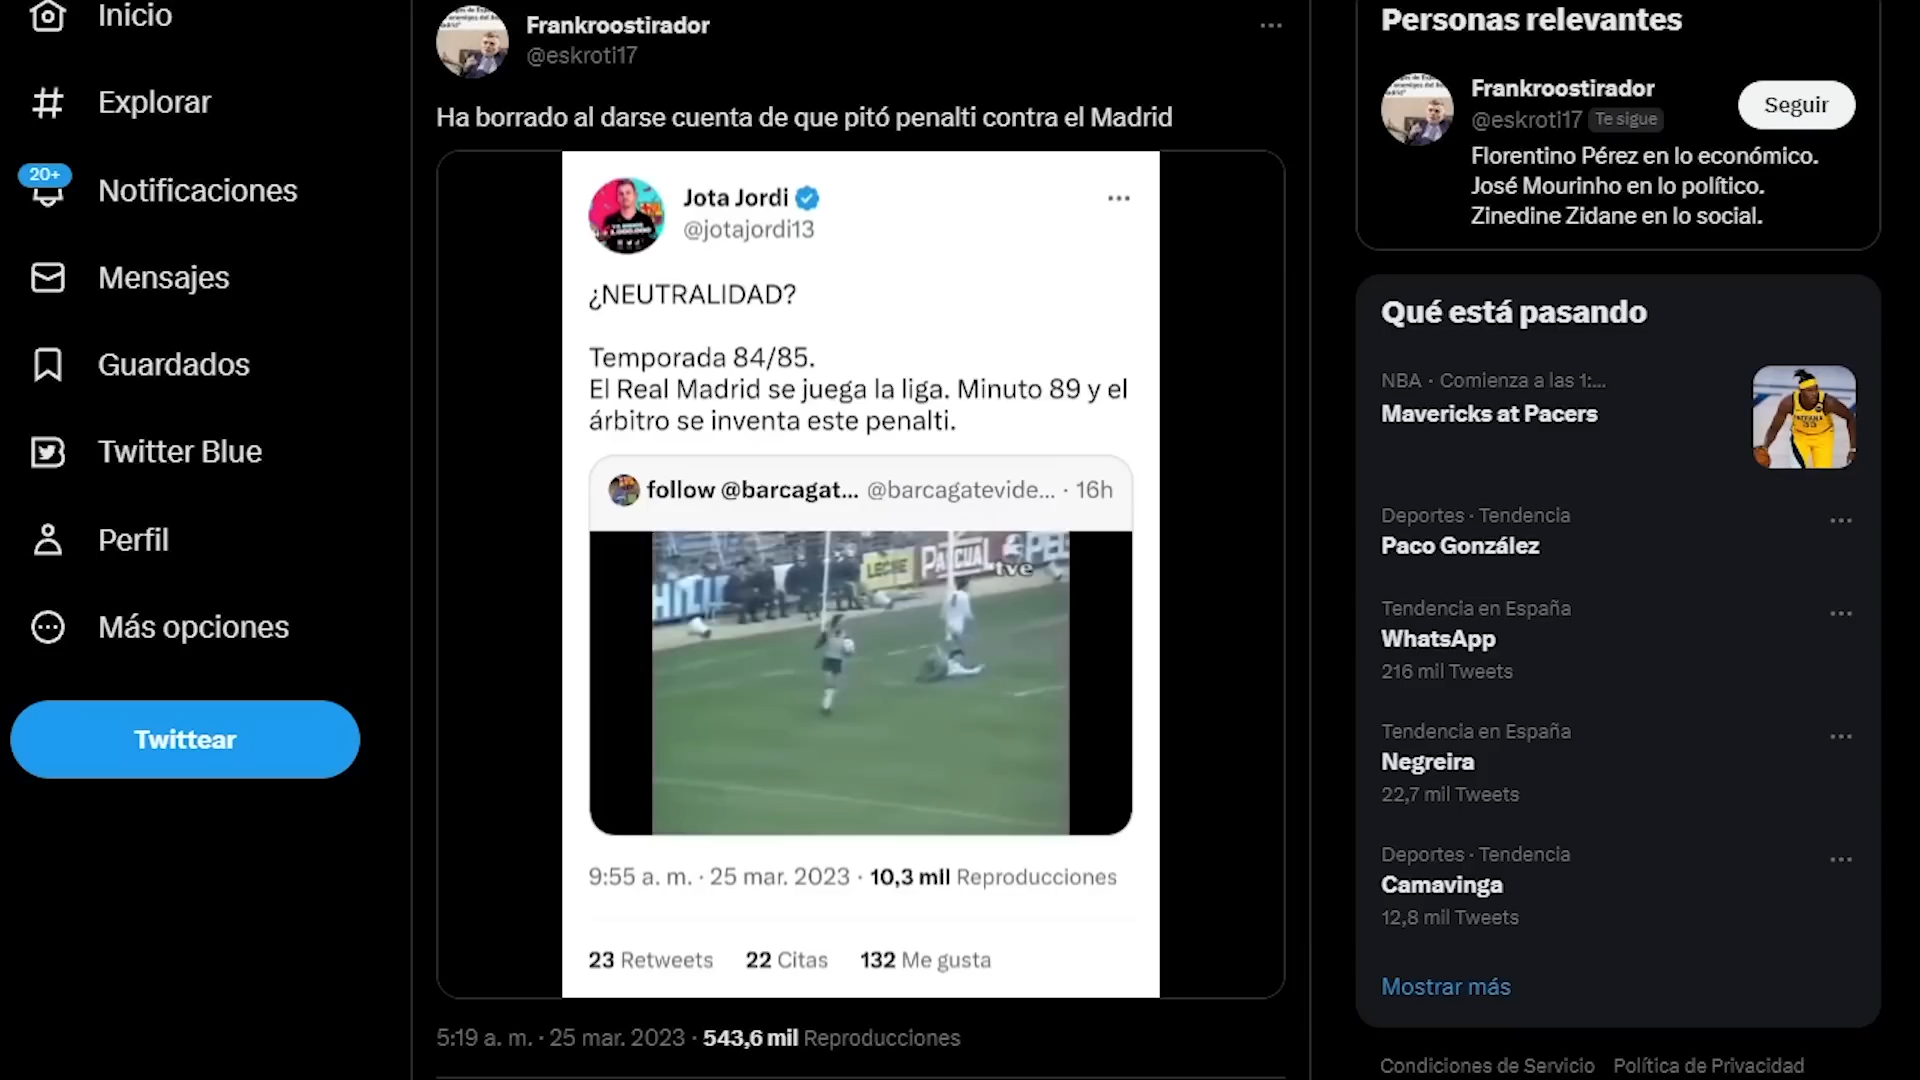 Inicio
Explorar
20+
Notificaciones
Mensajes
Guardados
Twitter Blue
Perfil
Más opciones
Twittear
Frankroostirador
@eskroti17
Ha borrado al darse cuenta de que pitó penalti contra el Madrid
Jota Jordi
@jotajordi13
¿NEUTRALIDAD?
Temporada 84/85.
El Real Madrid se juega la liga. Minuto 89 y el
árbitro se inventa este penalti.
follow @barcagat... @barcagatevide... · 16h
LECHE PASCUAL
tve
9:55 a. m. · 25 mar. 2023 · 10,3 mil Reproducciones
23 Retweets 22 Citas 132 Me gusta
5:19 a. m. · 25 mar. 2023 · 543,6 mil Reproducciones
Personas relevantes
Frankroostirador
@eskroti17 Te sigue
Seguir
Florentino Pérez en lo económico.
José Mourinho en lo político.
Zinedine Zidane en lo social.
Qué está pasando
NBA · Comienza a las 1:...
Mavericks at Pacers
Deportes · Tendencia
Paco González
Tendencia en España
WhatsApp
216 mil Tweets
Tendencia en España
Negreira
22,7 mil Tweets
Deportes · Tendencia
Camavinga
12,8 mil Tweets
Mostrar más
Condiciones de Servicio Política de Privacidad